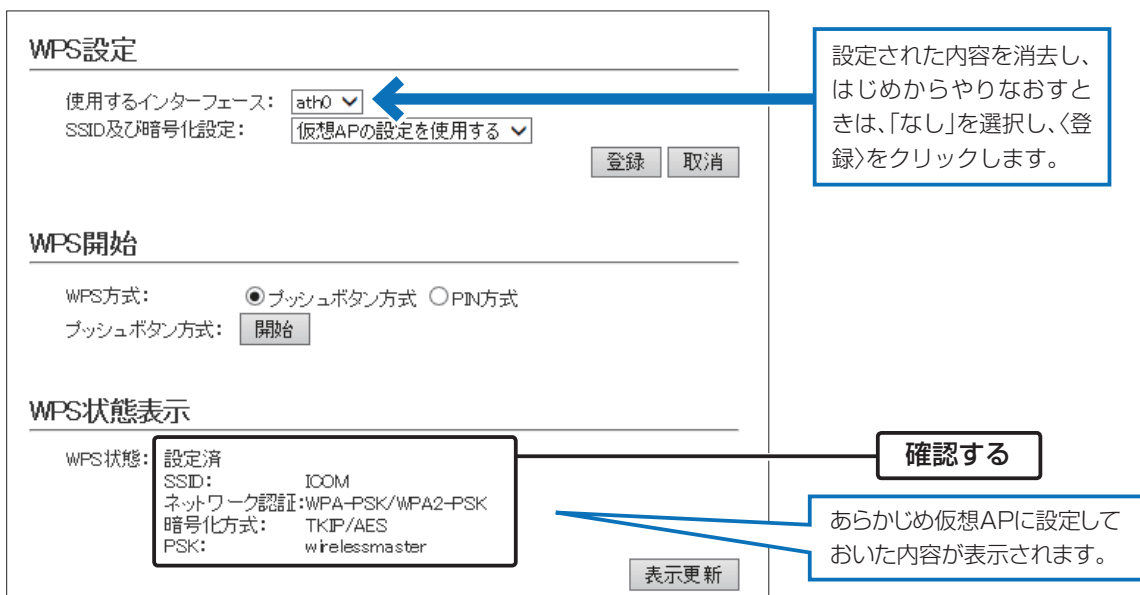 WPS設定
使用するインターフェース： ath0
SSID及び暗号化設定： 仮想APの設定を使用する
登録 取消
設定された内容を消去し、
はじめからやりなおすと
きは、「なし」を選択し、〈登
録〉をクリックします。
WPS開始
WPS方式： プッシュボタン方式 PIN方式
プッシュボタン方式： 開始
WPS状態表示
WPS状態： 設定済
SSID： ICOM
ネットワーク認証：WPA-PSK/WPA2-PSK
暗号化方式： TKIP/AES
PSK： wirelessmaster
確認する
あらかじめ仮想APに設定して
おいた内容が表示されます。
表示更新